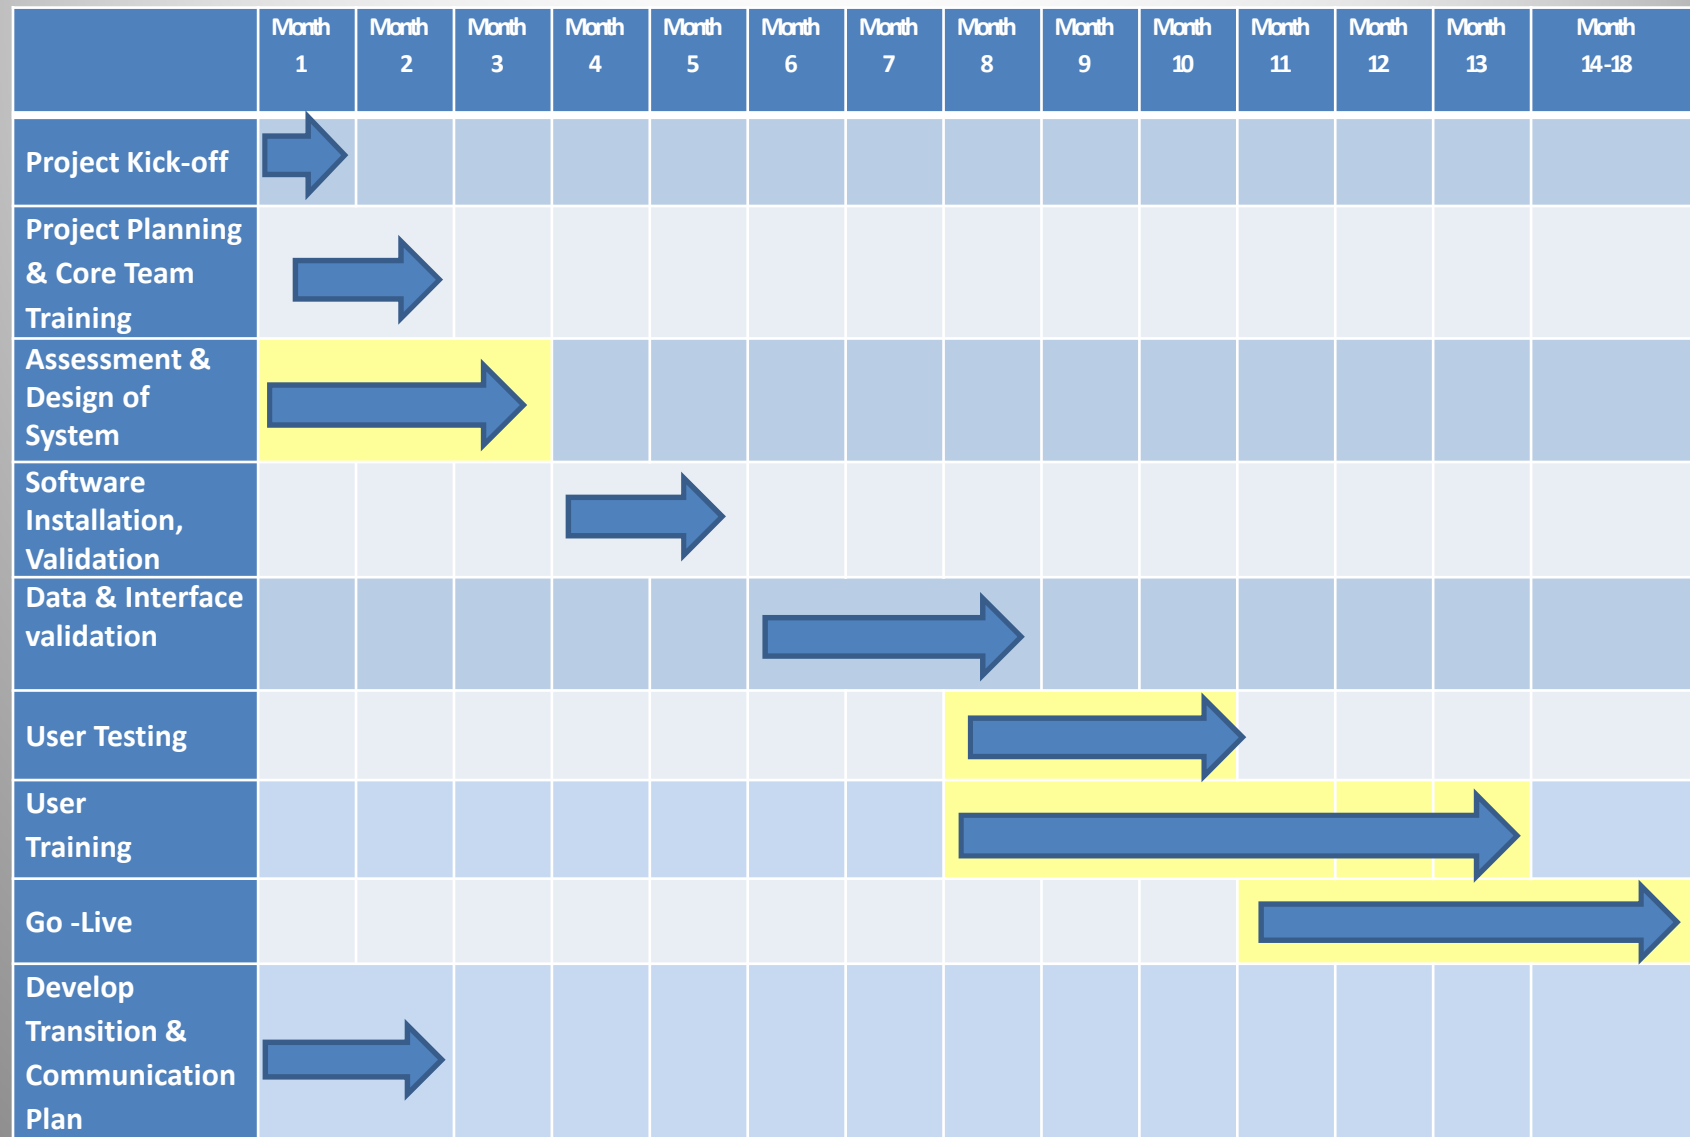 Month Month Month Month Month Month Month Month Month Month Month Month Month Month
1 2 3 4 5 6 7 8 9 10 11 12 13 14-18
Project Kick-off
Project Planning
& Core Team
Training
Assessment &
Design of
System
Software
Installation,
Validation
Data & Interface
validation
User Testing
User
Training
Go -Live
Develop
Transition &
Communication
Plan